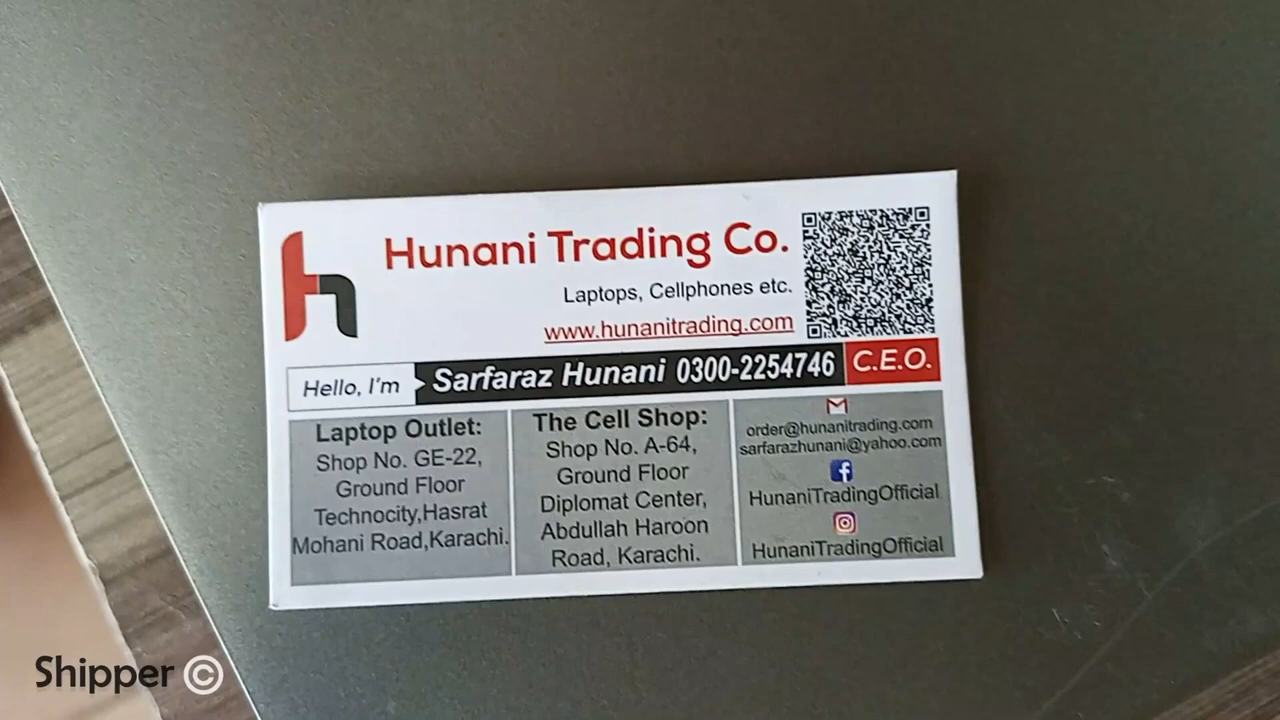 Hunani Trading Co.
Laptops, Cellphones etc.
www.hunanitrading.com
Hello, I'm Sarfaraz Hunani 0300-2254746 C.E.O.
Laptop Outlet:
Shop No. GE-22,
Ground Floor
Technocity,Hasrat
Mohani Road,Karachi.
The Cell Shop:
Shop No. A-64,
Ground Floor
Diplomat Center,
Abdullah Haroon
Road, Karachi.
order@hunanitrading.com
sarfarazhunani@yahoo.com
HunaniTradingOfficial
HunaniTradingOfficial
Shipper ©